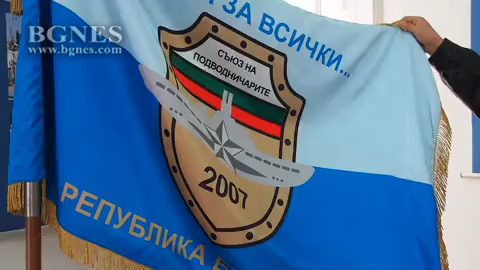 BGNES
www.bgnes.com
ЗА ВСИЧКИ...
СЪЮЗ НА
ПОДВОДНИЧАРИТЕ
2007
РЕПУБЛИКА